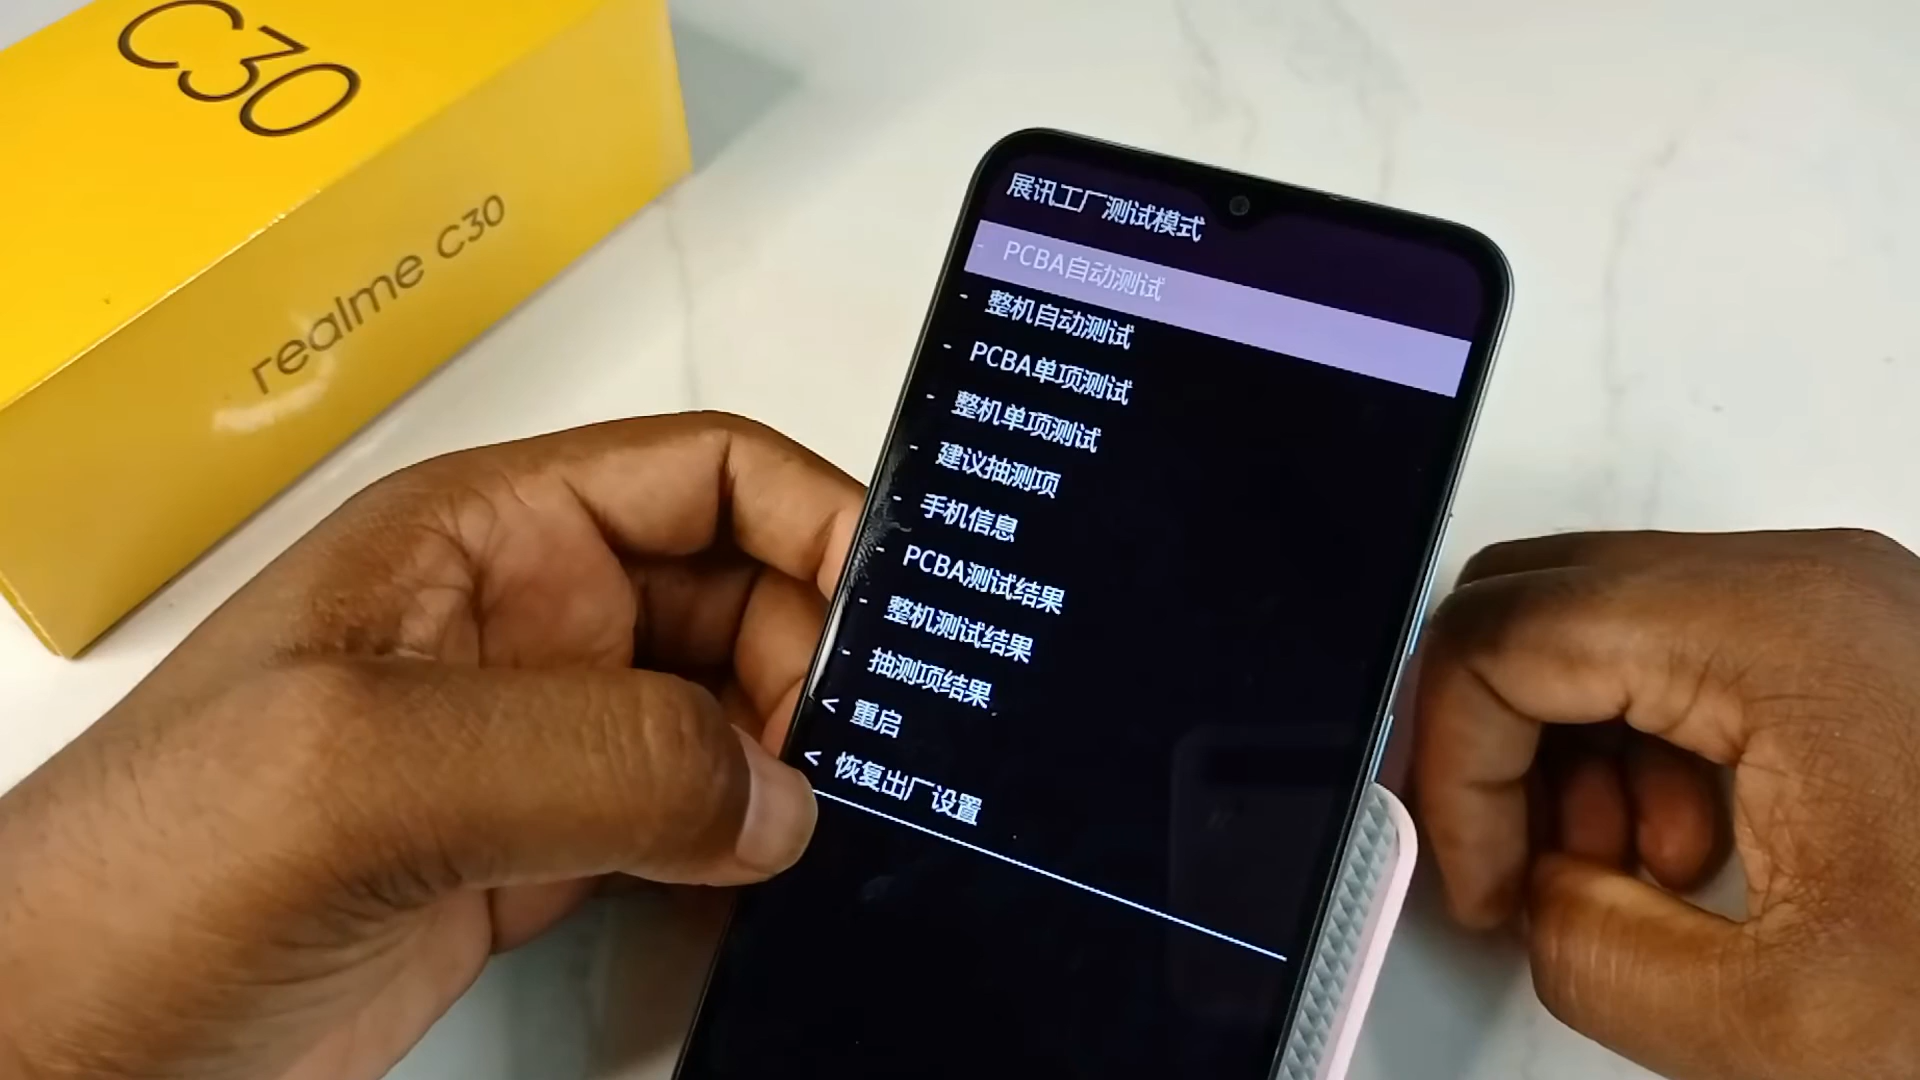 C30
realme C30
展讯工厂测试模式
- PCBA自动测试
- 整机自动测试
- PCBA单项测试
- 整机单项测试
- 建议抽测项
- 手机信息
- PCBA测试结果
- 整机测试结果
- 抽测项结果
< 重启
< 恢复出厂设置